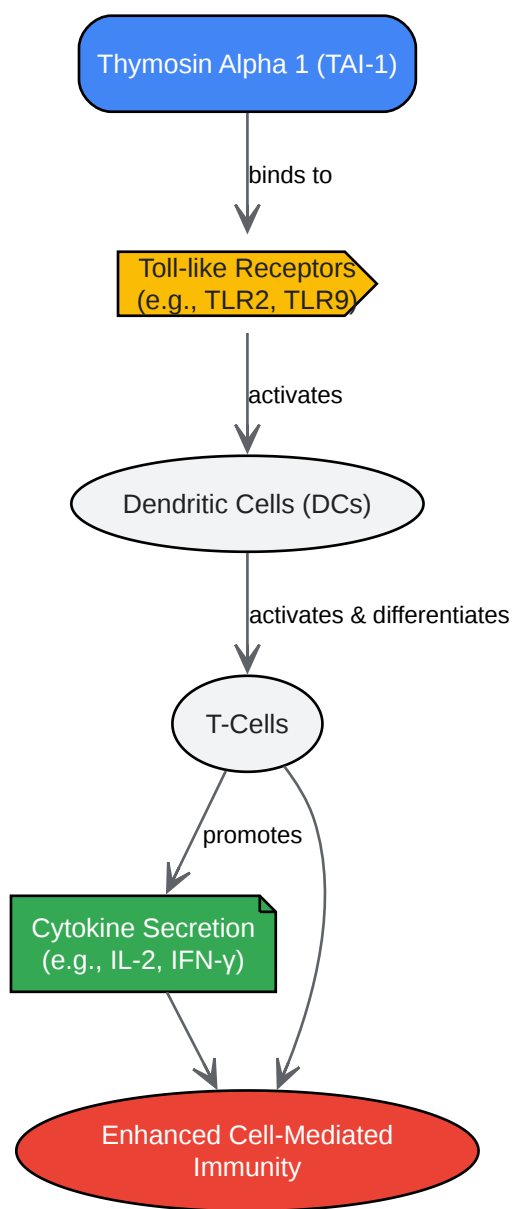 Thymosin Alpha 1 (TAI-1)
binds to
Toll-like Receptors
(e.g., TLR2, TLR9)
activates
Dendritic Cells (DCs)
activates & differentiates
T-Cells
promotes
Cytokine Secretion
(e.g., IL-2, IFN-γ)
Enhanced Cell-Mediated
Immunity